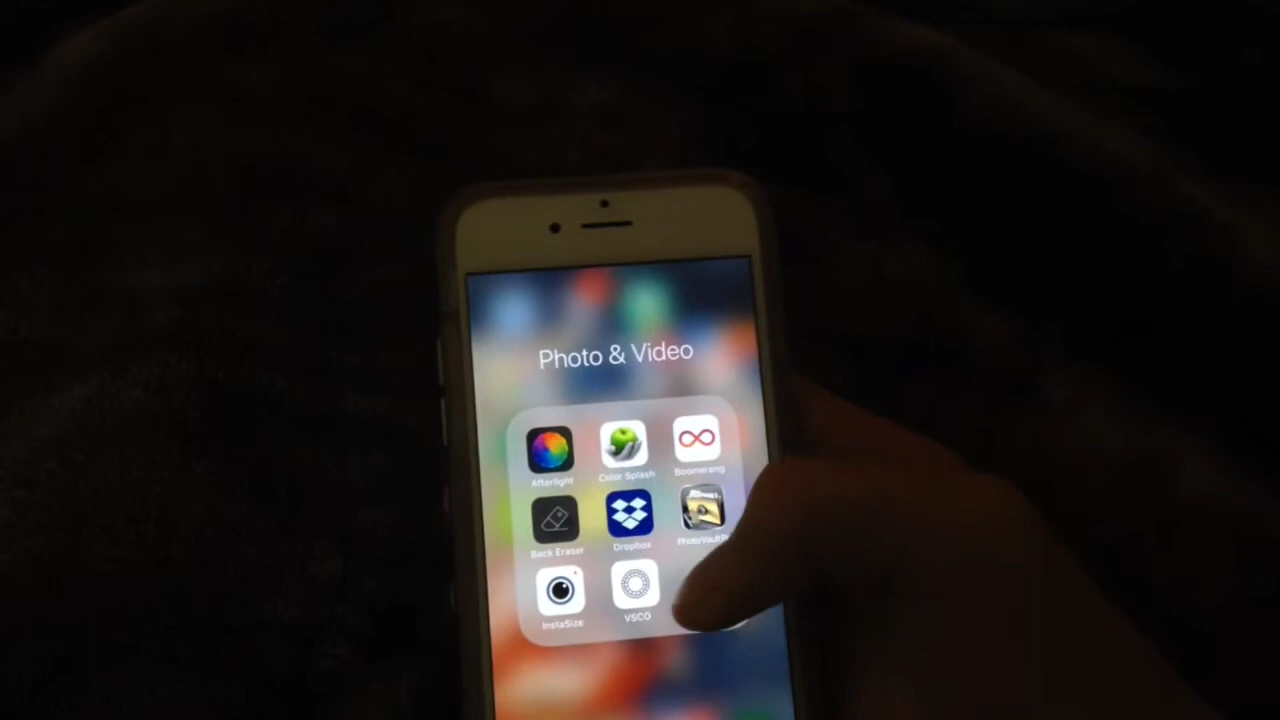 Photo & Video
Afterlight
Color Splash
Boomerang
Back Eraser
Dropbox
InstaSize
VSCO